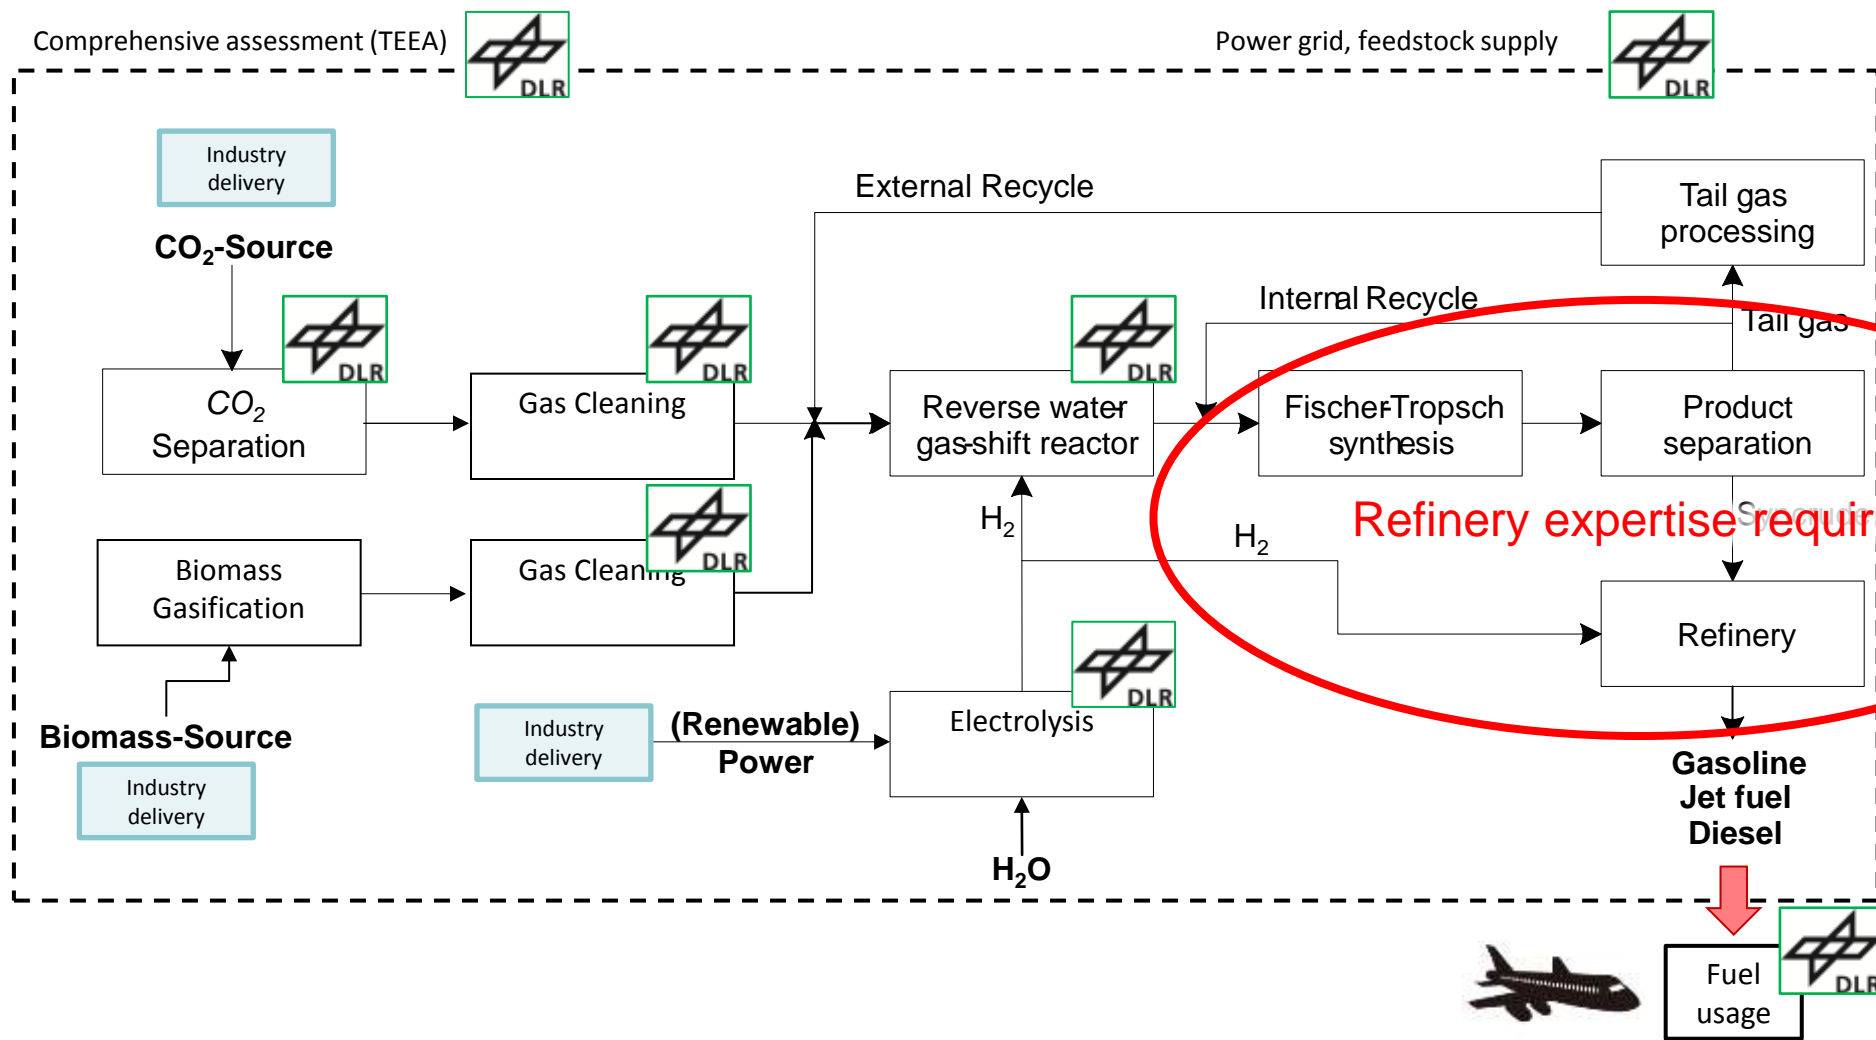 Comprehensive assessment (TEEA)
DLR
Power grid, feedstock supply
DLR
Industry
delivery
CO₂-Source
External Recycle
Tail gas
processing
Internal Recycle
Tail gas
DLR
DLR
DLR
CO₂
Separation
Gas Cleaning
Reverse water
gas-shift reactor
Fischer-Tropsch
synthesis
Product
separation
DLR
H₂
H₂
Refinery expertise requir
Syncrude
Biomass
Gasification
Gas Cleaning
Refinery
DLR
Biomass-Source
Industry
delivery
Industry
delivery
(Renewable)
Power
Electrolysis
H₂O
Gasoline
Jet fuel
Diesel
Fuel
usage
DLR